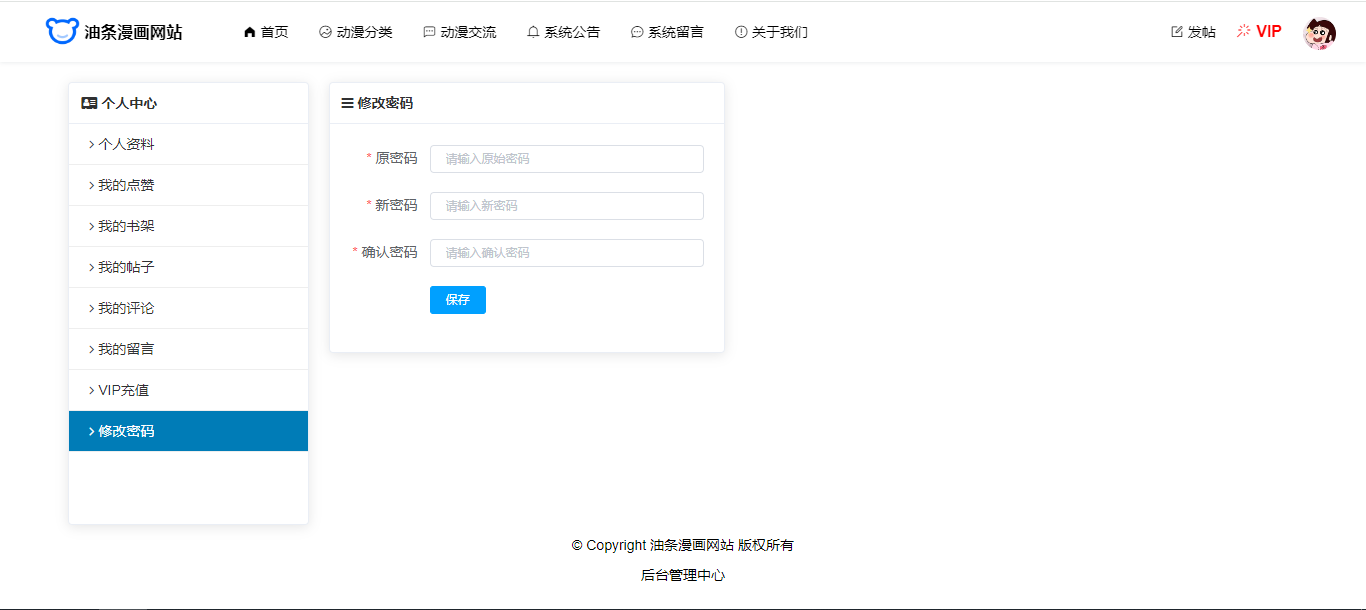 油条漫画网站 首页 动漫分类 动漫交流 系统公告 系统留言 关于我们 发帖 VIP
个人中心
个人资料
我的点赞
我的书架
我的帖子
我的评论
我的留言
VIP充值
修改密码
修改密码
* 原密码 请输入原始密码
* 新密码 请输入新密码
* 确认密码 请输入确认密码
保存
© Copyright 油条漫画网站 版权所有
后台管理中心